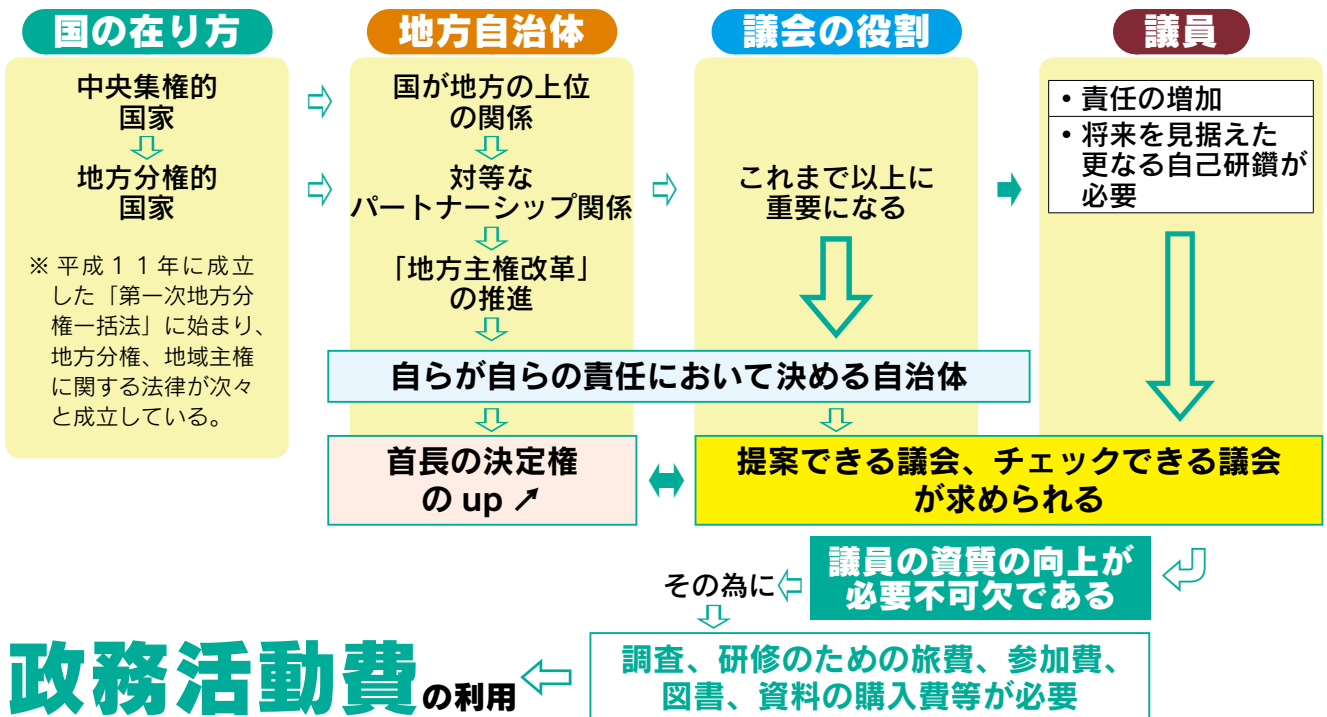 国の在り方
中央集権的
国家
地方分権的
国家
※ 平成11年に成立
した「第一次地方分
権一括法」に始まり、
地方分権、地域主権
に関する法律が次々
と成立している。
地方自治体
国が地方の上位
の関係
対等な
パートナーシップ関係
「地方主権改革」
の推進
議会の役割
これまで以上に
重要になる
議員
・責任の増加
・将来を見据えた
更なる自己研鑽が
必要
自らが自らの責任において決める自治体
首長の決定権
の up ↗
提案できる議会、チェックできる議会
が求められる
議員の資質の向上が
必要不可欠である
その為に
調査、研修のための旅費、参加費、
図書、資料の購入費等が必要
政務活動費の利用